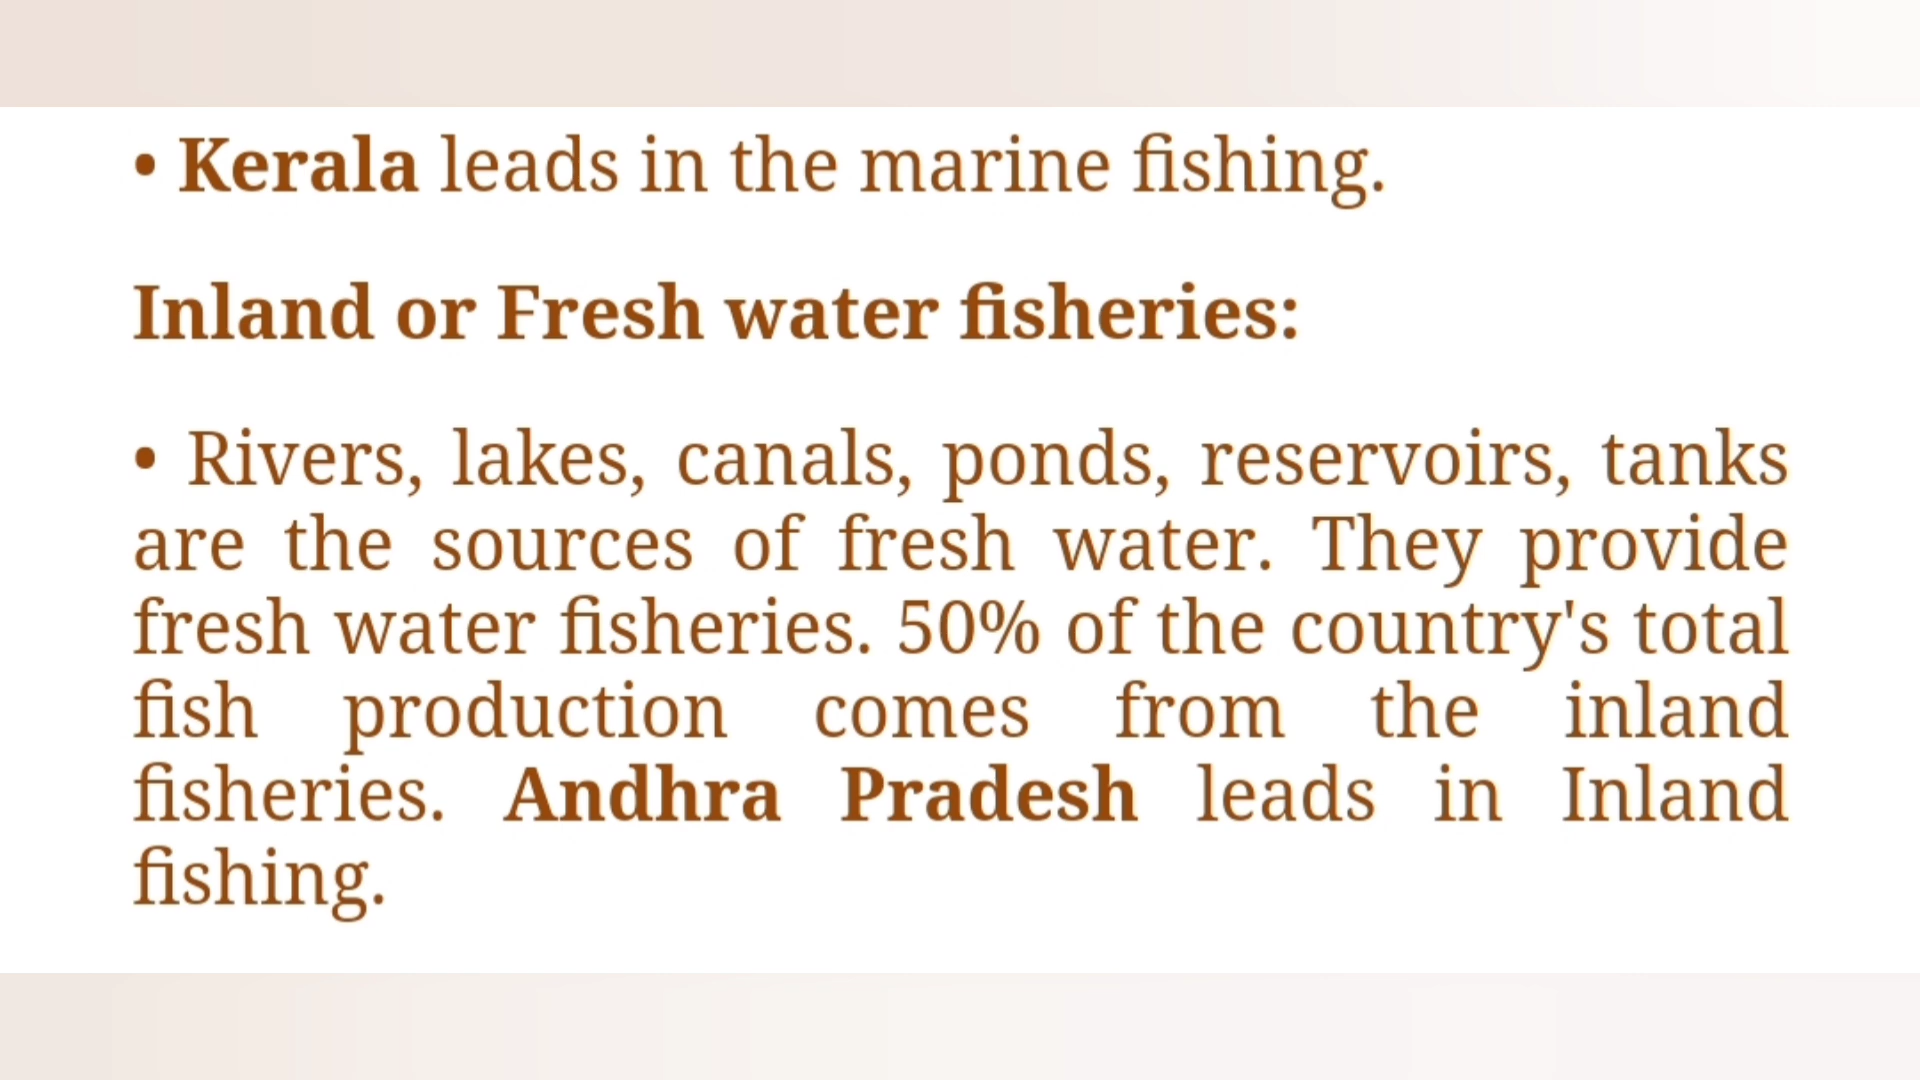 • Kerala leads in the marine fishing.
Inland or Fresh water fisheries:
• Rivers, lakes, canals, ponds, reservoirs, tanks
are the sources of fresh water. They provide
fresh water fisheries. 50% of the country's total
fish production comes from the inland
fisheries. Andhra Pradesh leads in Inland
fishing.